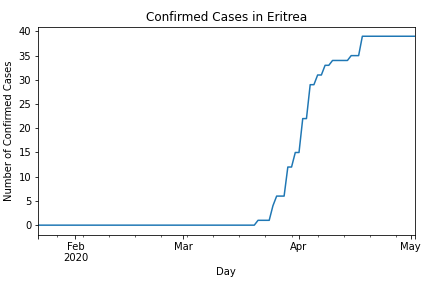 Confirmed Cases in Eritrea
Number of Confirmed Cases
40
35
30
25
20
15
10
5
0
Feb
2020
Mar
Apr
May
Day